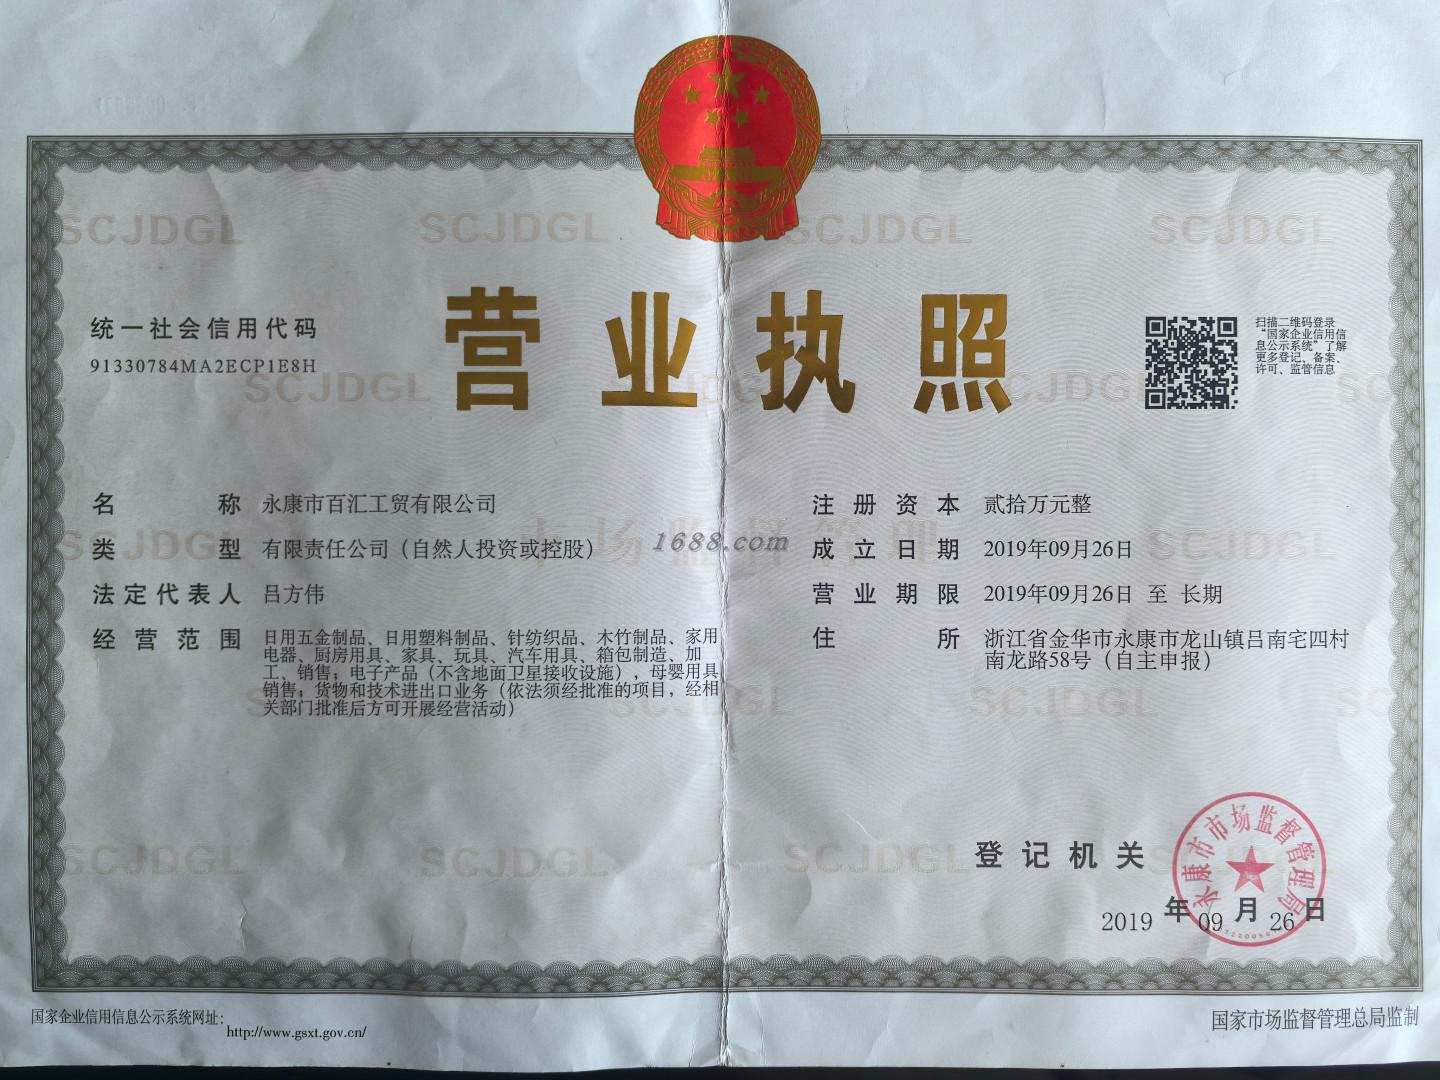 营业执照
统一社会信用代码
91330784MA2ECP1E8H
扫描二维码登录
“国家企业信用信
息公示系统”了解
更多登记、备案、
许可、监管信息
名称 永康市百汇工贸有限公司
类型 有限责任公司（自然人投资或控股）
法定代表人 吕方伟
经营范围 日用五金制品、日用塑料制品、针纺织品、木竹制品、家用
电器、厨房用具、家具、玩具、汽车用具、箱包制造、加
工、销售；电子产品（不含地面卫星接收设施），母婴用具
销售；货物和技术进出口业务（依法须经批准的项目，经相
关部门批准后方可开展经营活动）
注册资本 贰拾万元整
成立日期 2019年09月26日
营业期限 2019年09月26日 至 长期
住所 浙江省金华市永康市龙山镇吕南宅四村
南龙路58号（自主申报）
1688.com
SCJDGL
市场监督管理
登记机关
永康市市场监督管理局
2019 年 09 月 26 日
国家企业信用信息公示系统网址：
http://www.gsxt.gov.cn/
国家市场监督管理总局监制